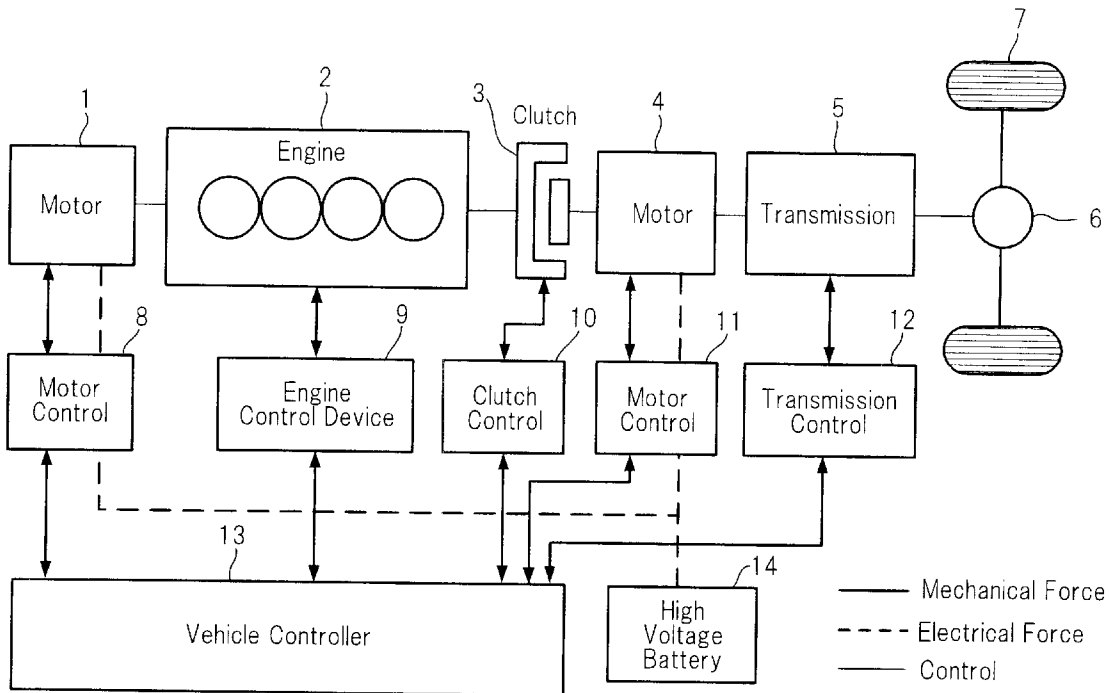 7
1
2
3
Clutch
4
5
Engine
Motor
Motor
Transmission
6
8
9
10
11
12
Motor
Control
Engine
Control Device
Clutch
Control
Motor
Control
Transmission
Control
13
14
Vehicle Controller
High
Voltage
Battery
Mechanical Force
Electrical Force
Control